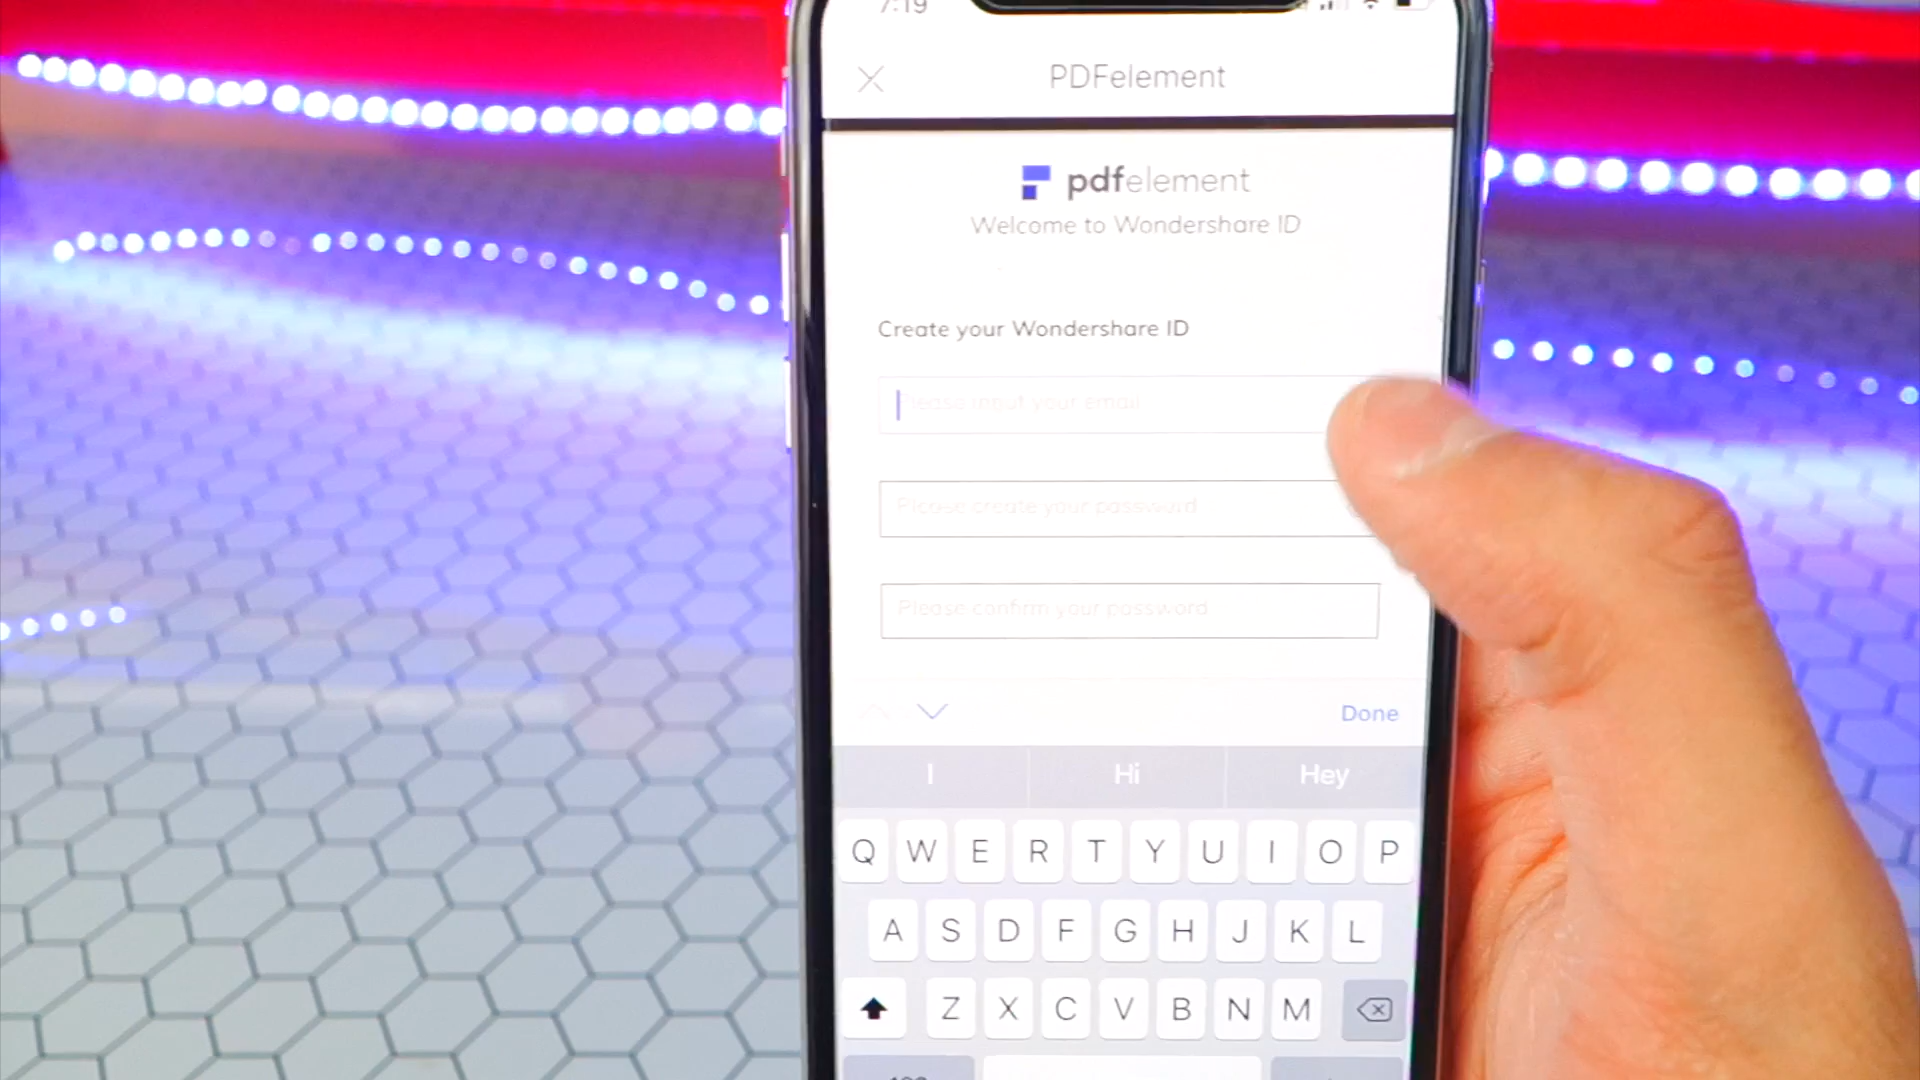 7:19
PDFelement
pdfelement
Welcome to Wondershare ID
Create your Wondershare ID
Please input your email
Please create your password
Please confirm your password
Done
I Hi Hey
Q W E R T Y U I O P
A S D F G H J K L
Z X C V B N M